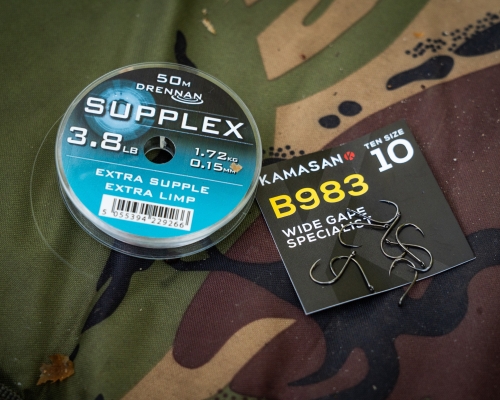 50M
DRENNAN
SUPPLEX
3.8LB
1.72KG
0.15MM
EXTRA SUPPLE
EXTRA LIMP
5 055394 229266
KAMASAN
TEN SIZE
10
B983
WIDE GAPE
SPECIALIST